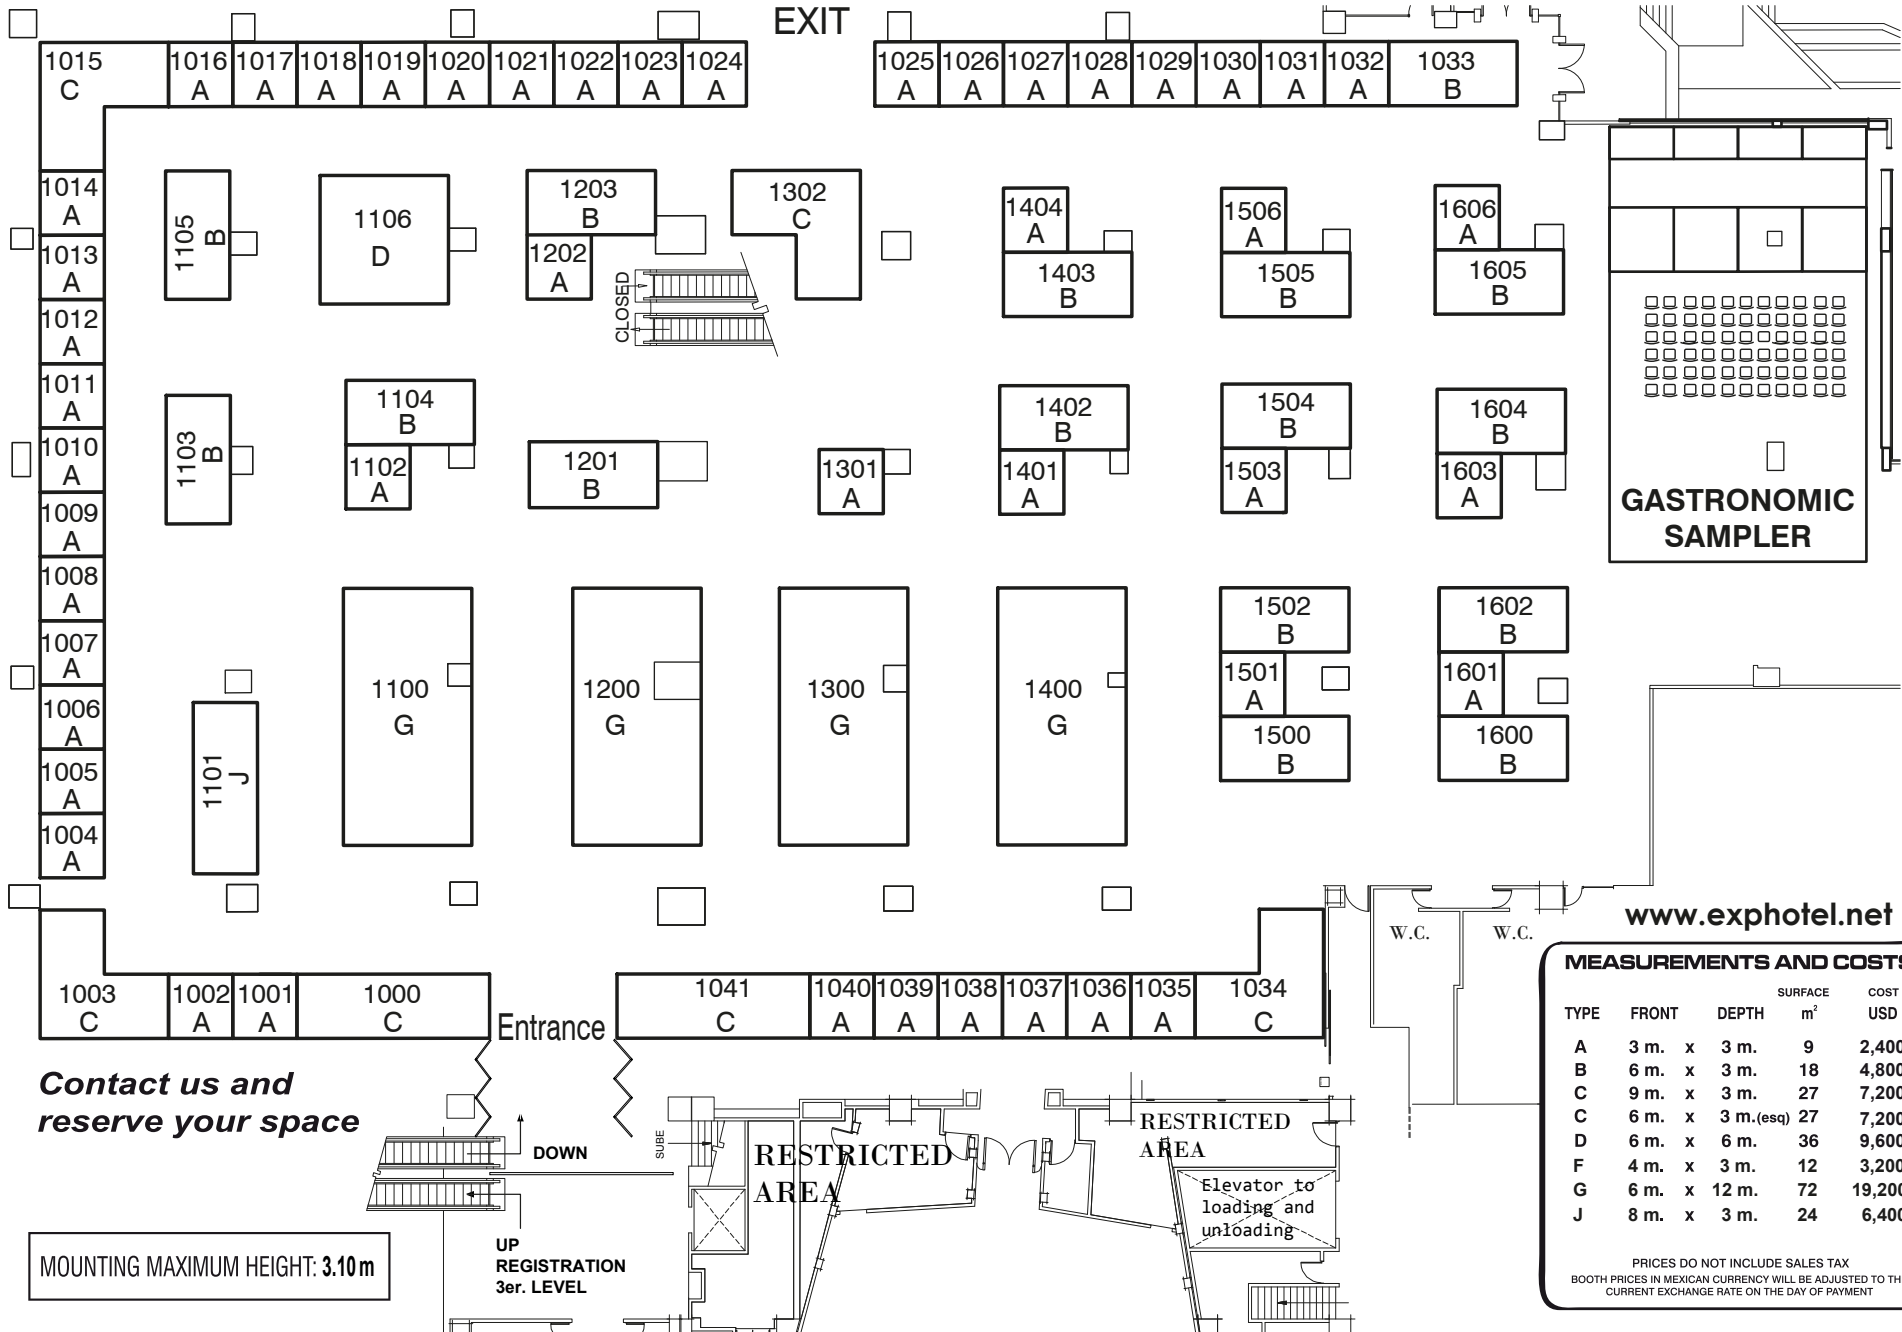 EXIT
1015 1016 1017 1018 1019 1020 1021 1022 1023 1024
C A A A A A A A A A
1025 1026 1027 1028 1029 1030 1031 1032 1033
A A A A A A A A B
1014
A
1013
A
1012
A
1011
A
1010
A
1009
A
1008
A
1007
A
1006
A
1005
A
1004
A
1105
B
1106
D
1203
B
1202
A
1302
C
CLOSED
1404
A
1403
B
1506
A
1505
B
1606
A
1605
B
1103
B
1104
B
1102
A
1201
B
1301
A
1402
B
1401
A
1504
B
1503
A
1604
B
1603
A
GASTRONOMIC
SAMPLER
1101
J
1100
G
1200
G
1300
G
1400
G
1502
B
1501
A
1500
B
1602
B
1601
A
1600
B
1003 1002 1001 1000
C A A C
Entrance
1041 1040 1039 1038 1037 1036 1035 1034
C A A A A A A C
W.C.
W.C.
www.exphotel.net
Contact us and
reserve your space
DOWN
UP
REGISTRATION
3er. LEVEL
SUBE
RESTRICTED
AREA
RESTRICTED
AREA
Elevator to
loading and
unloading
MOUNTING MAXIMUM HEIGHT: 3.10 m
MEASUREMENTS AND COSTS
SURFACE COST
TYPE FRONT DEPTH m² USD
A 3 m. x 3 m. 9 2,400
B 6 m. x 3 m. 18 4,800
C 9 m. x 3 m. 27 7,200
C 6 m. x 3 m.(esq) 27 7,200
D 6 m. x 6 m. 36 9,600
F 4 m. x 3 m. 12 3,200
G 6 m. x 12 m. 72 19,200
J 8 m. x 3 m. 24 6,400
PRICES DO NOT INCLUDE SALES TAX
BOOTH PRICES IN MEXICAN CURRENCY WILL BE ADJUSTED TO TH
CURRENT EXCHANGE RATE ON THE DAY OF PAYMENT